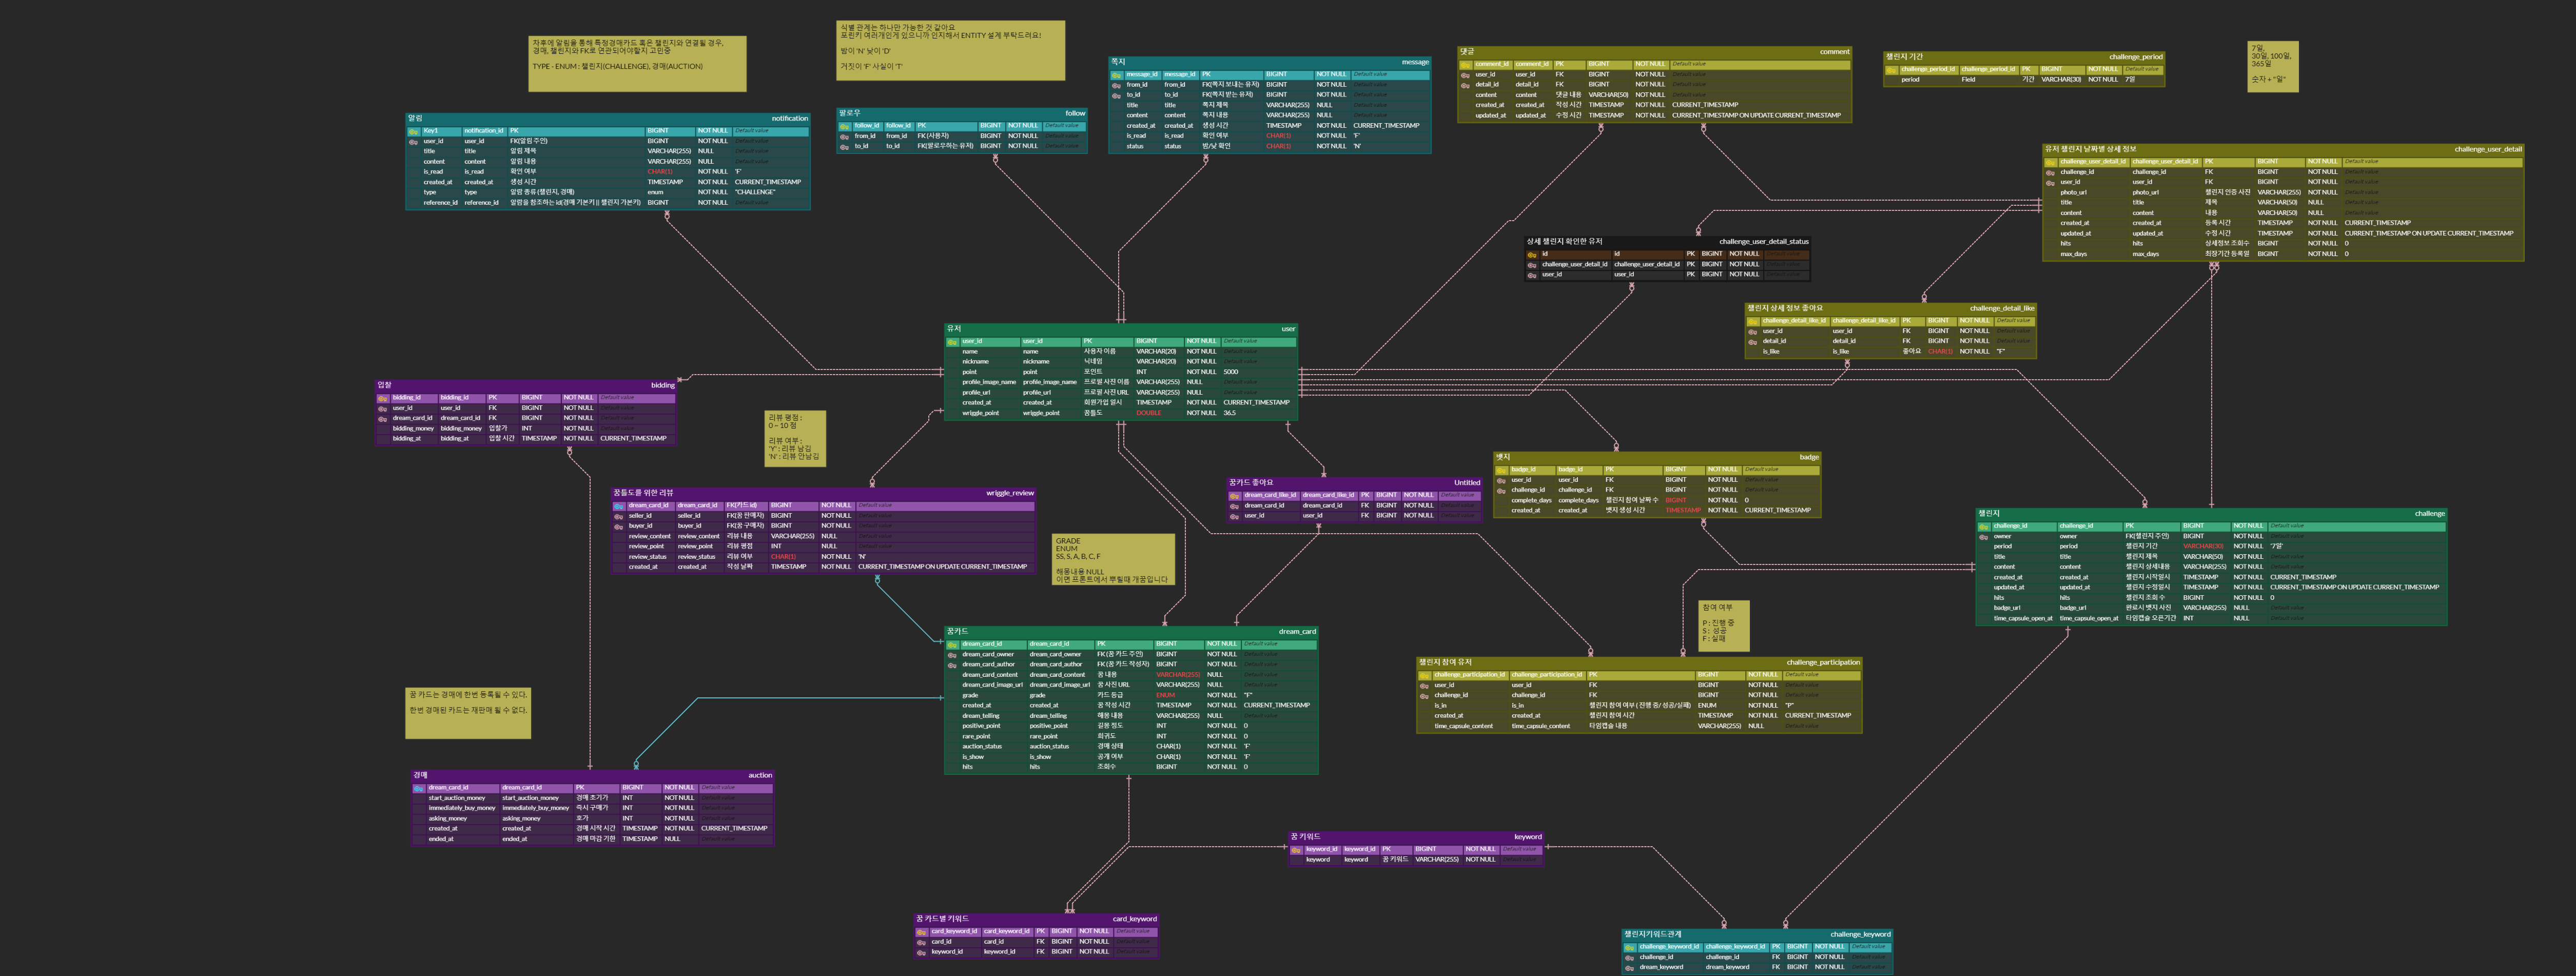 자후에 알림을 통해 특정경매카드 혹은 챌린지와 연결될 경우,
경매, 챌린지와 FK로 연관되어야할지 고민중
TYPE - ENUM : 챌린지(CHALLENGE), 경매(AUCTION)
식별 관계는 하나만 가능한 것 같아요
포린키 여러개인게 있으니까 인지해서 ENTITY 설계 부탁드려요!
밤이 'N' 낮이 'D'
거짓이 'F' 사실이 'T'
7일,
30일, 100일,
365일
숫자 + "일"
알림 notification
Key1 notification_id PK BIGINT NOT NULL Default value
user_id user_id FK(알림 주인) BIGINT NOT NULL Default value
title title 알림 제목 VARCHAR(255) NULL Default value
content content 알림 내용 VARCHAR(255) NULL Default value
is_read is_read 확인 여부 CHAR(1) NOT NULL 'F'
created_at created_at 생성 시간 TIMESTAMP NOT NULL CURRENT_TIMESTAMP
type type 알림 종류(챌린지, 경매) enum NOT NULL "CHALLENGE"
reference_id reference_id 알림을 참조하는 id(경매 기본키 || 챌린지 기본키) BIGINT NOT NULL Default value
팔로우 follow
follow_id follow_id PK BIGINT NOT NULL Default value
from_id from_id FK (사용자) BIGINT NOT NULL Default value
to_id to_id FK(팔로우하는 유저) BIGINT NOT NULL Default value
쪽지 message
message_id message_id PK BIGINT NOT NULL Default value
from_id from_id FK(쪽지 보내는 유저) BIGINT NOT NULL Default value
to_id to_id FK(쪽지 받는 유저) BIGINT NOT NULL Default value
title title 쪽지 제목 VARCHAR(255) NULL Default value
content content 쪽지 내용 VARCHAR(255) NULL Default value
created_at created_at 생성 시간 TIMESTAMP NOT NULL CURRENT_TIMESTAMP
is_read is_read 확인 여부 CHAR(1) NOT NULL 'F'
status status 밤/낮 확인 CHAR(1) NOT NULL 'N'
댓글 comment
comment_id comment_id PK BIGINT NOT NULL Default value
user_id user_id FK BIGINT NOT NULL Default value
detail_id detail_id FK BIGINT NOT NULL Default value
content content 댓글 내용 VARCHAR(50) NOT NULL Default value
created_at created_at 작성 시간 TIMESTAMP NOT NULL CURRENT_TIMESTAMP
updated_at updated_at 수정 시간 TIMESTAMP NOT NULL CURRENT_TIMESTAMP ON UPDATE CURRENT_TIMESTAMP
챌린지 기간 challenge_period
challenge_period_id challenge_period_id PK BIGINT NOT NULL Default value
period Field 기간 VARCHAR(30) NOT NULL 7일
유저 챌린지 날짜별 상세 정보 challenge_user_detail
challenge_user_detail_id challenge_user_detail_id PK BIGINT NOT NULL Default value
challenge_id challenge_id FK BIGINT NOT NULL Default value
user_id user_id FK BIGINT NOT NULL Default value
photo_url photo_url 챌린지 인증 사진 VARCHAR(255) NOT NULL Default value
title title 제목 VARCHAR(50) NULL Default value
content content 내용 VARCHAR(50) NULL Default value
created_at created_at 등록 시간 TIMESTAMP NOT NULL CURRENT_TIMESTAMP
updated_at updated_at 수정 시간 TIMESTAMP NOT NULL CURRENT_TIMESTAMP ON UPDATE CURRENT_TIMESTAMP
hits hits 상세정보 조회수 BIGINT NOT NULL 0
max_days max_days 최장기간 등록일 BIGINT NOT NULL 0
상세 챌린지 확인한 유저 challenge_user_detail_status
id id PK BIGINT NOT NULL Default value
challenge_user_detail_id challenge_user_detail_id PK BIGINT NOT NULL Default value
user_id user_id PK BIGINT NOT NULL Default value
챌린지 상세 정보 좋아요 challenge_detail_like
challenge_detail_like_id challenge_detail_like_id PK BIGINT NOT NULL Default value
user_id user_id FK BIGINT NOT NULL Default value
detail_id detail_id FK BIGINT NOT NULL Default value
is_like is_like 좋아요 CHAR(1) NOT NULL "F"
유저 user
user_id user_id PK BIGINT NOT NULL Default value
name name 사용자 이름 VARCHAR(20) NOT NULL Default value
nickname nickname 닉네임 VARCHAR(20) NOT NULL Default value
point point 포인트 INT NOT NULL 5000
profile_image_name profile_image_name 프로필 사진 이름 VARCHAR(255) NULL Default value
profile_url profile_url 프로필 사진 URL VARCHAR(255) NULL Default value
created_at created_at 회원가입 일시 TIMESTAMP NOT NULL CURRENT_TIMESTAMP
wriggle_point wriggle_point 꿈틀도 DOUBLE NOT NULL 36.5
입찰 bidding
bidding_id bidding_id PK BIGINT NOT NULL Default value
user_id user_id FK BIGINT NOT NULL Default value
dream_card_id dream_card_id FK BIGINT NOT NULL Default value
bidding_money bidding_money 입찰가 INT NOT NULL Default value
bidding_at bidding_at 입찰 시간 TIMESTAMP NOT NULL CURRENT_TIMESTAMP
리뷰 평점 :
0 ~ 10 점
리뷰 여부 :
'Y' : 리뷰 남김
'N' : 리뷰 안남김
뱃지 badge
badge_id badge_id PK BIGINT NOT NULL Default value
user_id user_id FK BIGINT NOT NULL Default value
challenge_id challenge_id FK BIGINT NOT NULL Default value
complete_days complete_days 챌린지 참여 날짜 수 BIGINT NOT NULL 0
created_at created_at 뱃지 생성 시간 TIMESTAMP NOT NULL CURRENT_TIMESTAMP
꿈카드 좋아요 Untitled
dream_card_like_id dream_card_like_id PK BIGINT NOT NULL Default value
dream_card_id dream_card_id FK BIGINT NOT NULL Default value
user_id user_id FK BIGINT NOT NULL Default value
꿈틀도를 위한 리뷰 wriggle_review
dream_card_id dream_card_id FK(카드id) BIGINT NOT NULL Default value
seller_id seller_id FK(꿈 판매자) BIGINT NOT NULL Default value
buyer_id buyer_id FK(꿈 구매자) BIGINT NOT NULL Default value
review_content review_content 리뷰 내용 VARCHAR(255) NULL Default value
review_point review_point 리뷰 평점 INT NULL Default value
review_status review_status 리뷰 여부 CHAR(1) NOT NULL 'N'
created_at created_at 작성 날짜 TIMESTAMP NOT NULL CURRENT_TIMESTAMP ON UPDATE CURRENT_TIMESTAMP
GRADE
ENUM
SS, S, A, B, C, F
해몽내용 NULL
이면 프론트에서 뿌릴때 개꿈입니다
챌린지 challenge
challenge_id challenge_id PK BIGINT NOT NULL Default value
owner owner FK(챌린지 주인) BIGINT NOT NULL Default value
period period 챌린지 기간 NOT NULL '7일'
title title 챌린지 제목 VARCHAR(50) NOT NULL Default value
content content 챌린지 상세내용 VARCHAR(255) NOT NULL Default value
created_at created_at 챌린지 시작일시 TIMESTAMP NOT NULL CURRENT_TIMESTAMP
updated_at updated_at 챌린지 수정일시 TIMESTAMP NOT NULL CURRENT_TIMESTAMP ON UPDATE CURRENT_TIMESTAMP
hits hits 챌린지 조회 수 BIGINT NOT NULL 0
badge_url badge_url 완료시 뱃지 사진 VARCHAR(255) NULL Default value
time_capsule_open_at time_capsule_open_at 타임캡슐 오픈기간 INT NULL Default value
참여 여부
P : 진행 중
S : 성공
F : 실패
꿈카드 dream_card
dream_card_id dream_card_id PK BIGINT NOT NULL Default value
dream_card_owner dream_card_owner FK (꿈 카드 주인) BIGINT NOT NULL Default value
dream_card_author dream_card_author FK (꿈 카드 작성자) BIGINT NOT NULL Default value
dream_card_content dream_card_content 꿈 내용 VARCHAR(255) NULL Default value
dream_card_image_url dream_card_image_url 꿈 사진 URL VARCHAR(255) NULL Default value
grade grade 카드 등급 ENUM NOT NULL "F"
created_at created_at 꿈 작성 시간 TIMESTAMP NOT NULL CURRENT_TIMESTAMP
dream_telling dream_telling 해몽 내용 VARCHAR(255) NULL Default value
positive_point positive_point 길몽 정도 INT NOT NULL 0
rare_point rare_point 희귀도 INT NOT NULL 0
auction_status auction_status 경매 상태 CHAR(1) NOT NULL 'F'
is_show is_show 공개 여부 CHAR(1) NOT NULL 'F'
hits hits 조회수 BIGINT NOT NULL 0
챌린지 참여 유저 challenge_participation
challenge_participation_id challenge_participation_id PK BIGINT NOT NULL Default value
user_id user_id FK BIGINT NOT NULL Default value
challenge_id challenge_id FK BIGINT NOT NULL Default value
is_in is_in 챌린지 참여 여부 ( 진행 중/ 성공/실패) ENUM NOT NULL "P"
created_at created_at 챌린지 참여 시간 TIMESTAMP NOT NULL CURRENT_TIMESTAMP
time_capsule_content time_capsule_content 타임캡슐 내용 VARCHAR(255) NULL Default value
꿈 카드는 경매에 한번 등록될 수 있다.
한번 경매된 카드는 재판매 될 수 없다.
경매 auction
dream_card_id dream_card_id PK BIGINT NOT NULL Default value
start_auction_money start_auction_money 경매 초기가 INT NOT NULL Default value
immediately_buy_money immediately_buy_money 즉시 구매가 INT NOT NULL Default value
asking_money asking_money 호가 INT NOT NULL Default value
created_at created_at 경매 시작 시간 TIMESTAMP NOT NULL CURRENT_TIMESTAMP
ended_at ended_at 경매 마감 기한 TIMESTAMP NULL Default value
꿈 키워드 keyword
keyword_id keyword_id PK BIGINT NOT NULL Default value
keyword keyword 꿈 키워드 VARCHAR(255) NOT NULL Default value
꿈 카드별 키워드 card_keyword
card_keyword_id card_keyword_id PK BIGINT NOT NULL Default value
card_id card_id FK BIGINT NOT NULL Default value
keyword_id keyword_id FK BIGINT NOT NULL Default value
챌린지키워드관계 challenge_keyword
challenge_keyword_id challenge_keyword_id PK BIGINT NOT NULL Default value
challenge_id challenge_id FK BIGINT NOT NULL Default value
dream_keyword dream_keyword FK BIGINT NOT NULL Default value